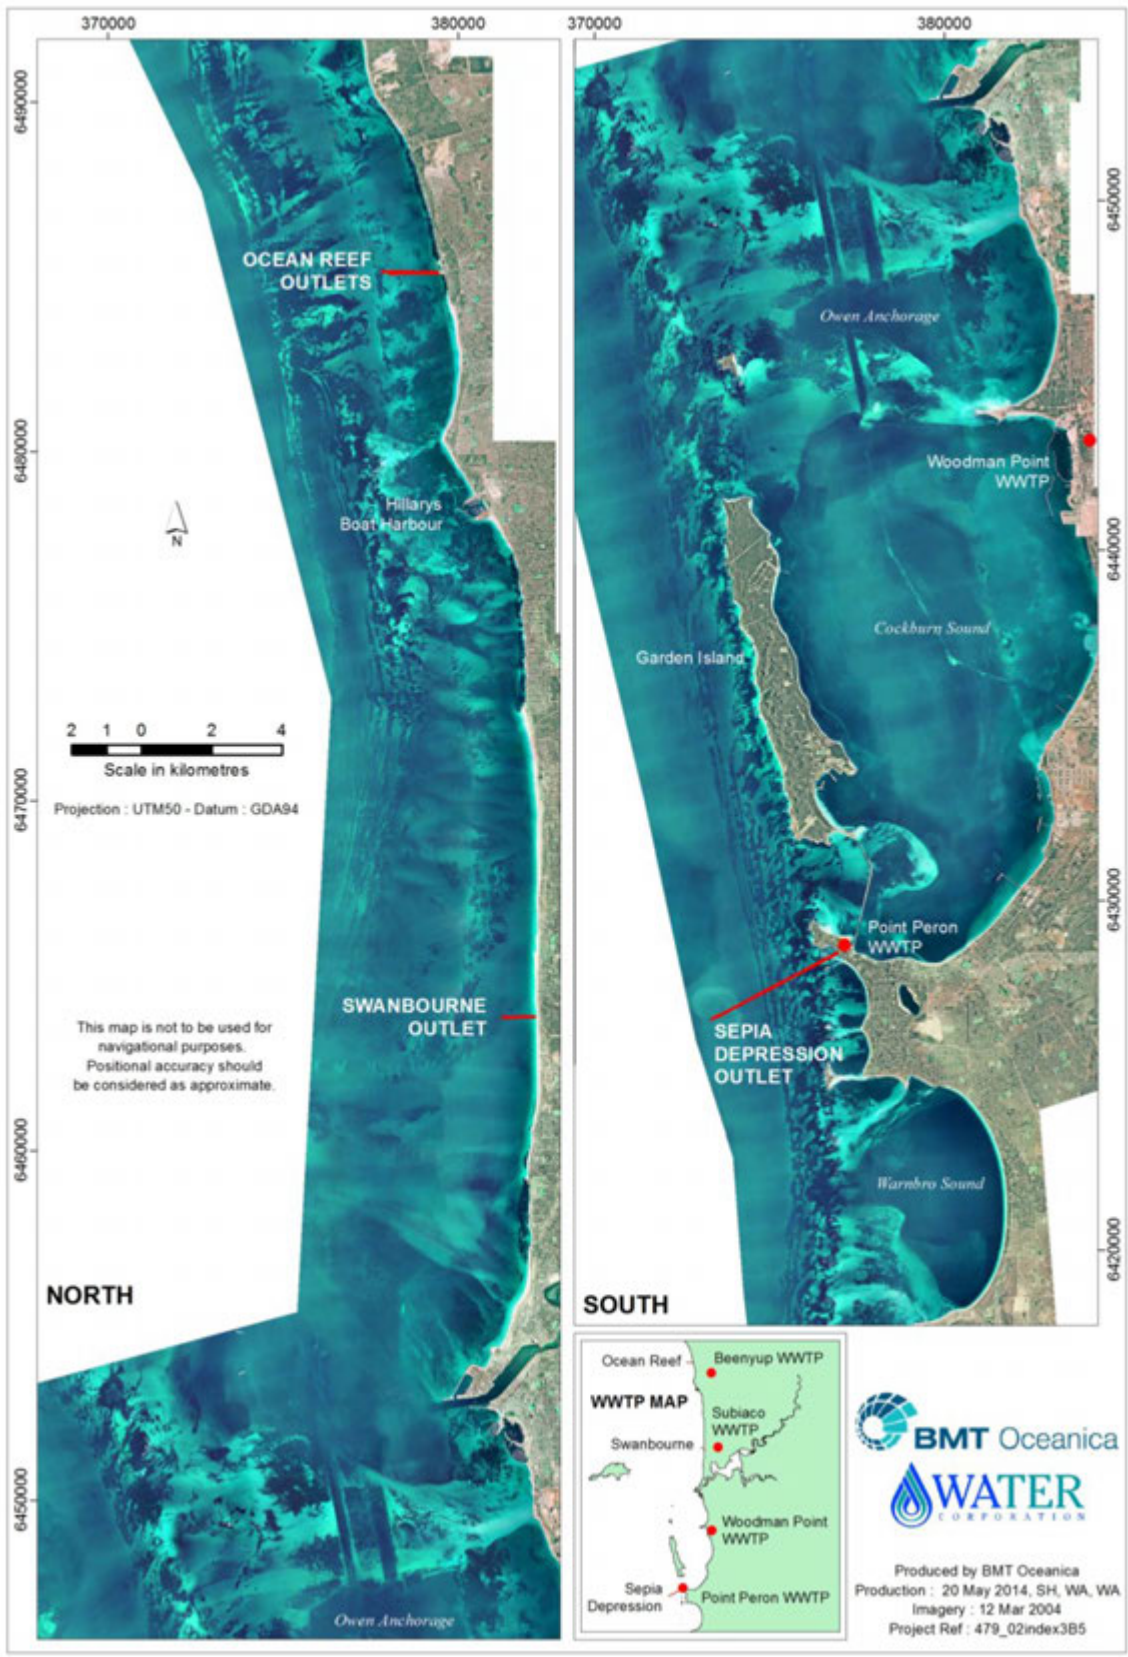 370000
380000
370000
380000
6490000
6480000
6470000
6460000
6450000
OCEAN REEF
OUTLETS
Hillarys
Boat Harbour
N
2 1 0 2 4
Scale in kilometres
Projection : UTM50 - Datum : GDA94
SWANBOURNE
OUTLET
This map is not to be used for
navigational purposes.
Positional accuracy should
be considered as approximate.
NORTH
Owen Anchorage
6450000
6440000
6430000
6420000
Owen Anchorage
Woodman Point
WWTP
Cockburn Sound
Garden Island
Point Peron
WWTP
SEPIA
DEPRESSION
OUTLET
Warnbro Sound
SOUTH
Ocean Reef
Beenyup WWTP
WWTP MAP
Subiaco
WWTP
Swanbourne
Woodman Point
WWTP
Sepia
Depression
Point Peron WWTP
BMT Oceanica
WATER
CORPORATION
Produced by BMT Oceanica
Production : 20 May 2014, SH, WA, WA
Imagery : 12 Mar 2004
Project Ref : 479_02index3B5